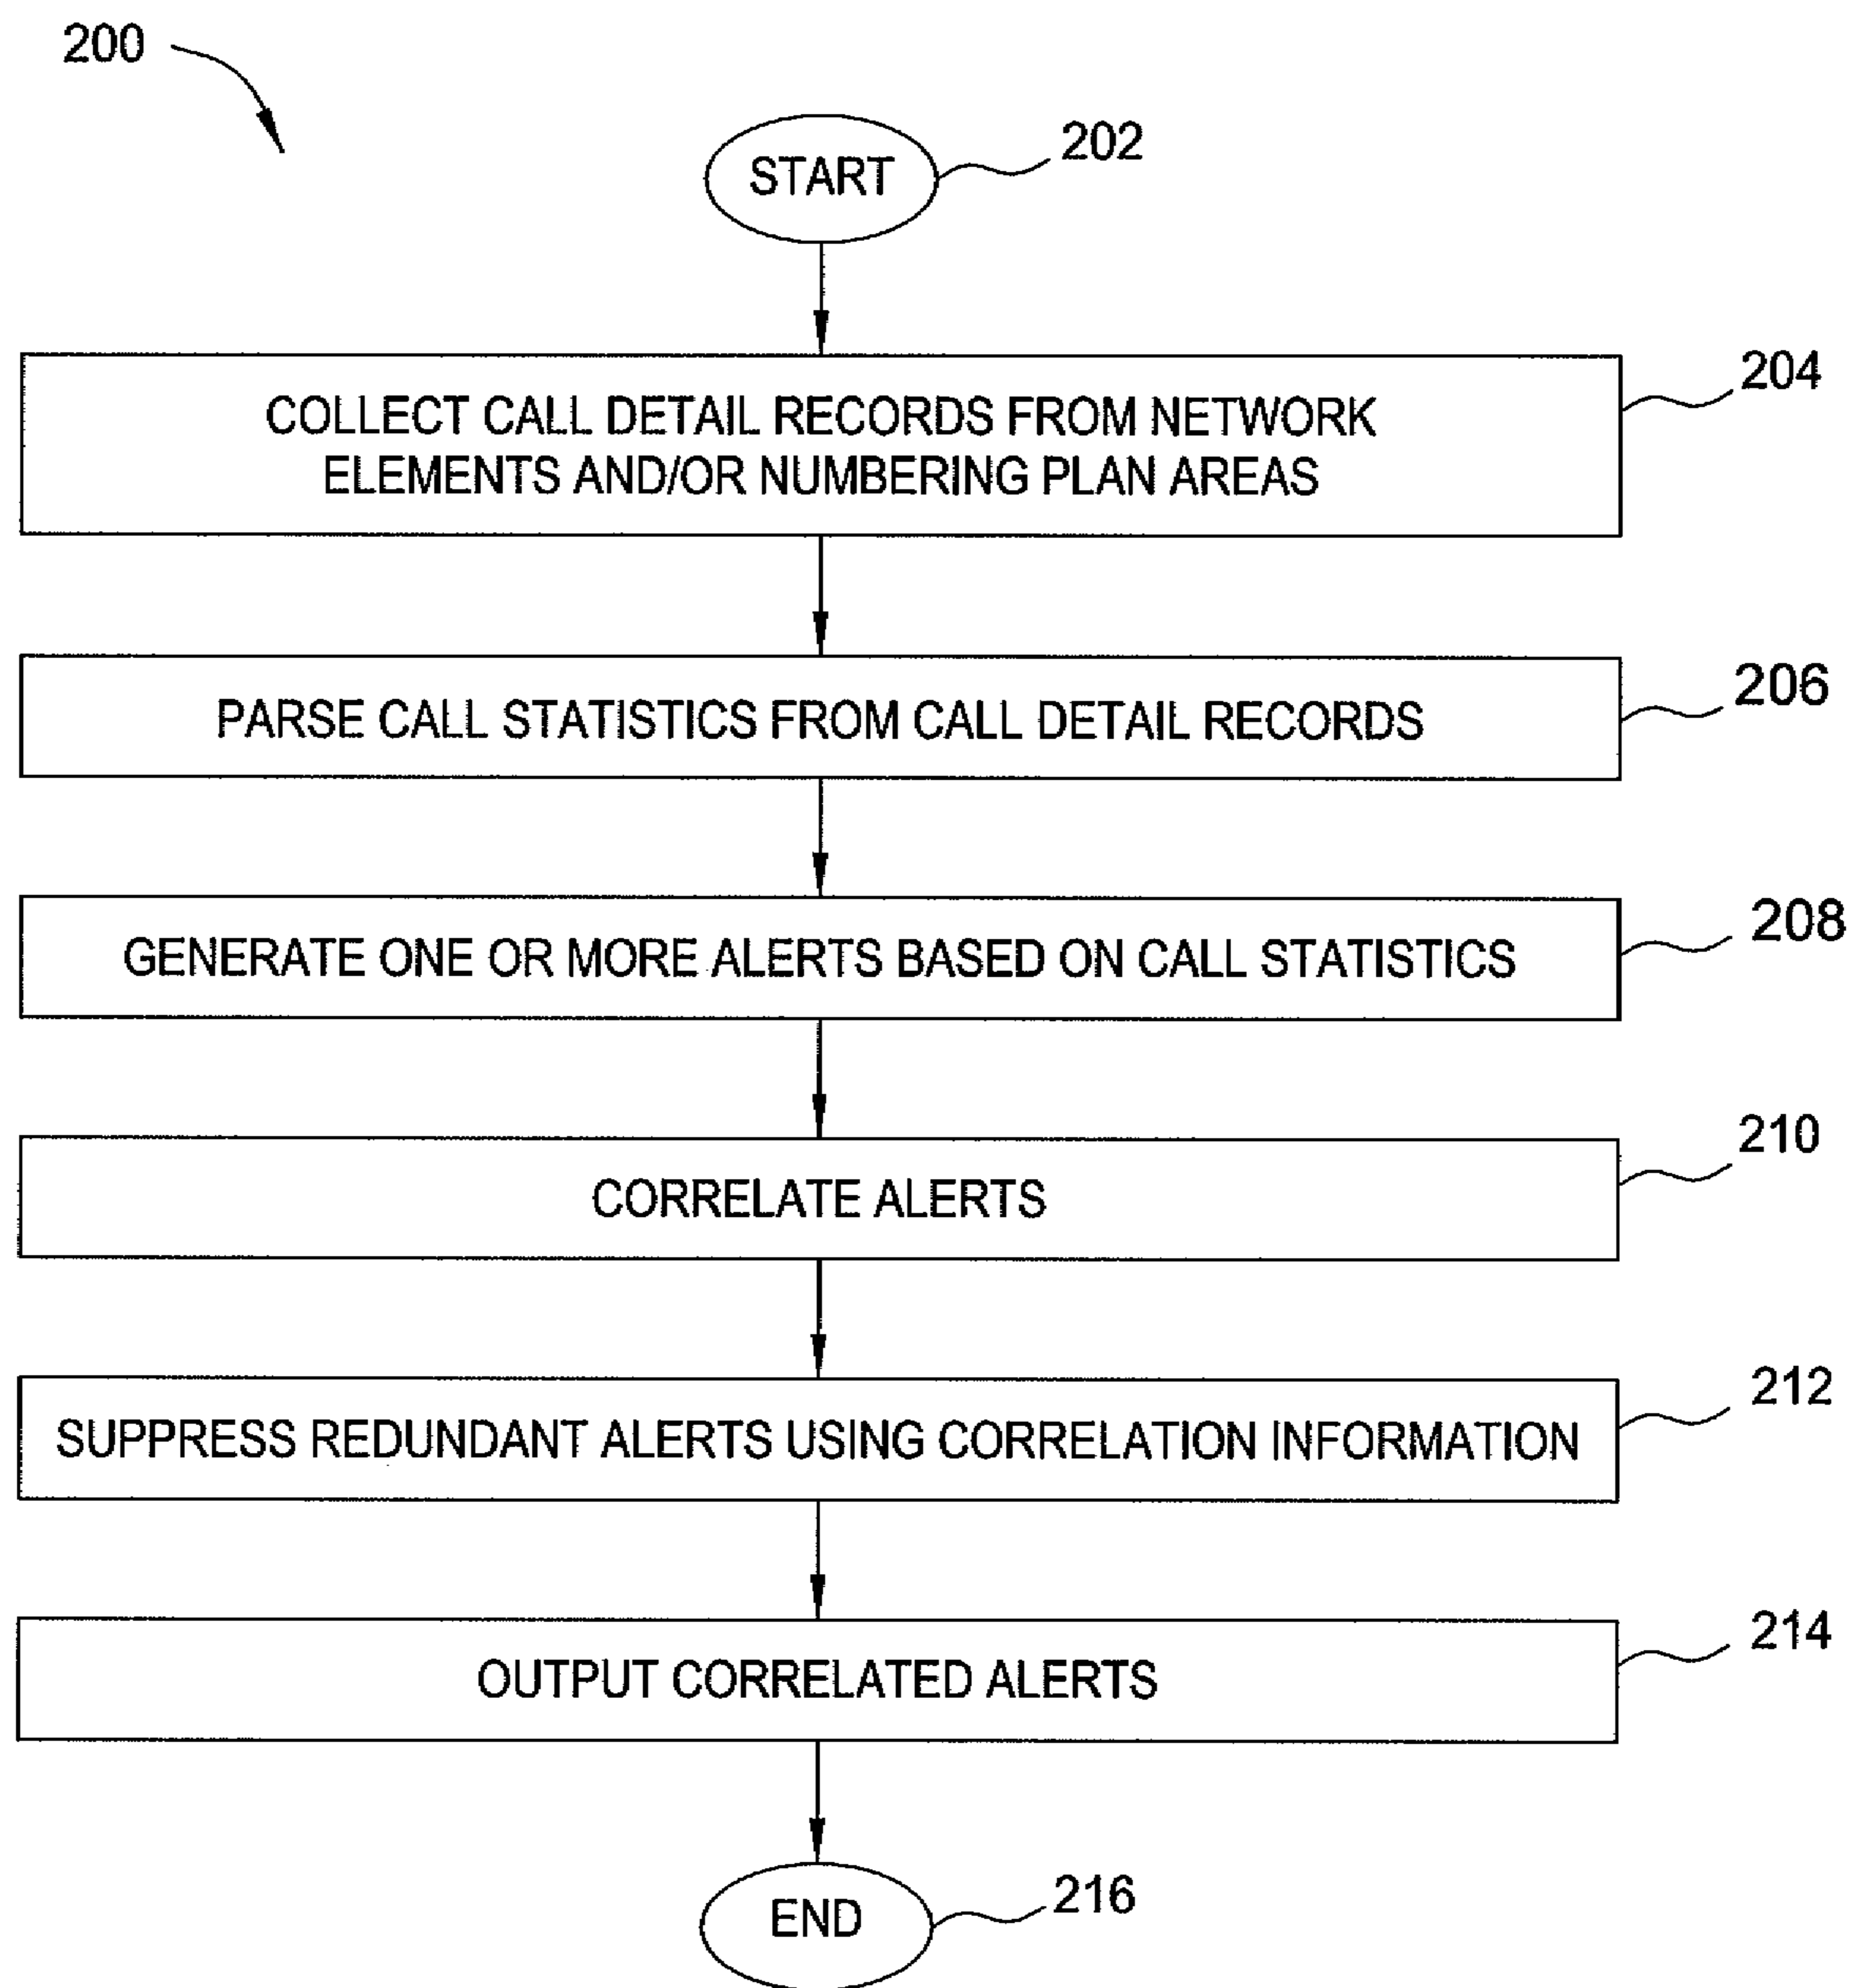 200
START
202
COLLECT CALL DETAIL RECORDS FROM NETWORK
ELEMENTS AND/OR NUMBERING PLAN AREAS
204
PARSE CALL STATISTICS FROM CALL DETAIL RECORDS
206
GENERATE ONE OR MORE ALERTS BASED ON CALL STATISTICS
208
CORRELATE ALERTS
210
SUPPRESS REDUNDANT ALERTS USING CORRELATION INFORMATION
212
OUTPUT CORRELATED ALERTS
214
END
216